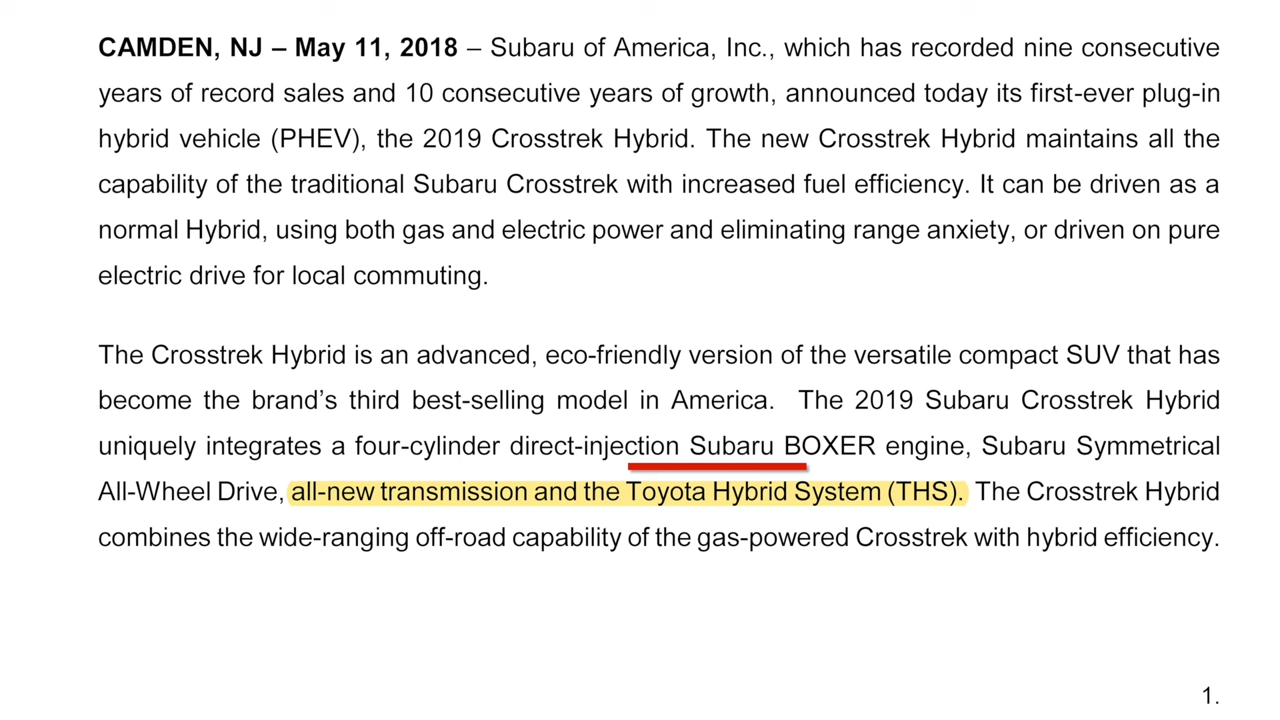 CAMDEN, NJ – May 11, 2018 – Subaru of America, Inc., which has recorded nine consecutive
years of record sales and 10 consecutive years of growth, announced today its first-ever plug-in
hybrid vehicle (PHEV), the 2019 Crosstrek Hybrid. The new Crosstrek Hybrid maintains all the
capability of the traditional Subaru Crosstrek with increased fuel efficiency. It can be driven as a
normal Hybrid, using both gas and electric power and eliminating range anxiety, or driven on pure
electric drive for local commuting.
The Crosstrek Hybrid is an advanced, eco-friendly version of the versatile compact SUV that has
become the brand’s third best-selling model in America.  The 2019 Subaru Crosstrek Hybrid
uniquely integrates a four-cylinder direct-injection Subaru BOXER engine, Subaru Symmetrical
All-Wheel Drive, all-new transmission and the Toyota Hybrid System (THS). The Crosstrek Hybrid
combines the wide-ranging off-road capability of the gas-powered Crosstrek with hybrid efficiency.
1.